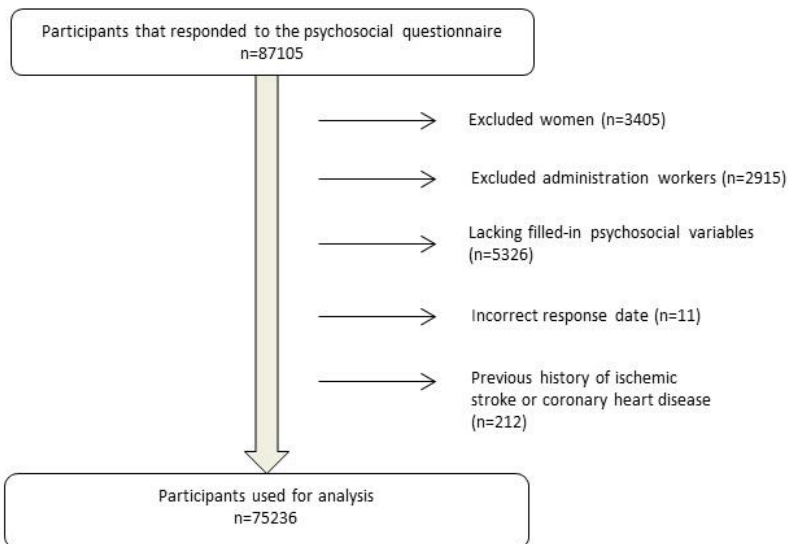 Participants that responded to the psychosocial questionnaire
n=87105
Excluded women (n=3405)
Excluded administration workers (n=2915)
Lacking filled-in psychosocial variables
(n=5326)
Incorrect response date (n=11)
Previous history of ischemic
stroke or coronary heart disease
(n=212)
Participants used for analysis
n=75236